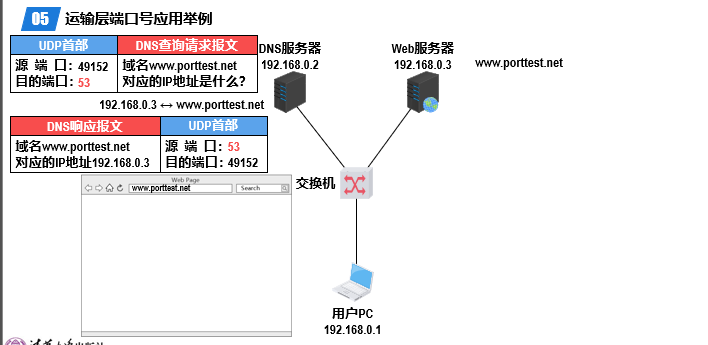 05 运输层端口号应用举例
UDP首部 DNS查询请求报文
源 端 口：49152
目的端口：53
域名www.porttest.net
对应的IP地址是什么？
DNS服务器
192.168.0.2
Web服务器
192.168.0.3
www.porttest.net
192.168.0.3 ↔ www.porttest.net
DNS响应报文 UDP首部
域名www.porttest.net
对应的IP地址192.168.0.3
源 端 口：53
目的端口：49152
Web Page
www.porttest.net Search
交换机
用户PC
192.168.0.1